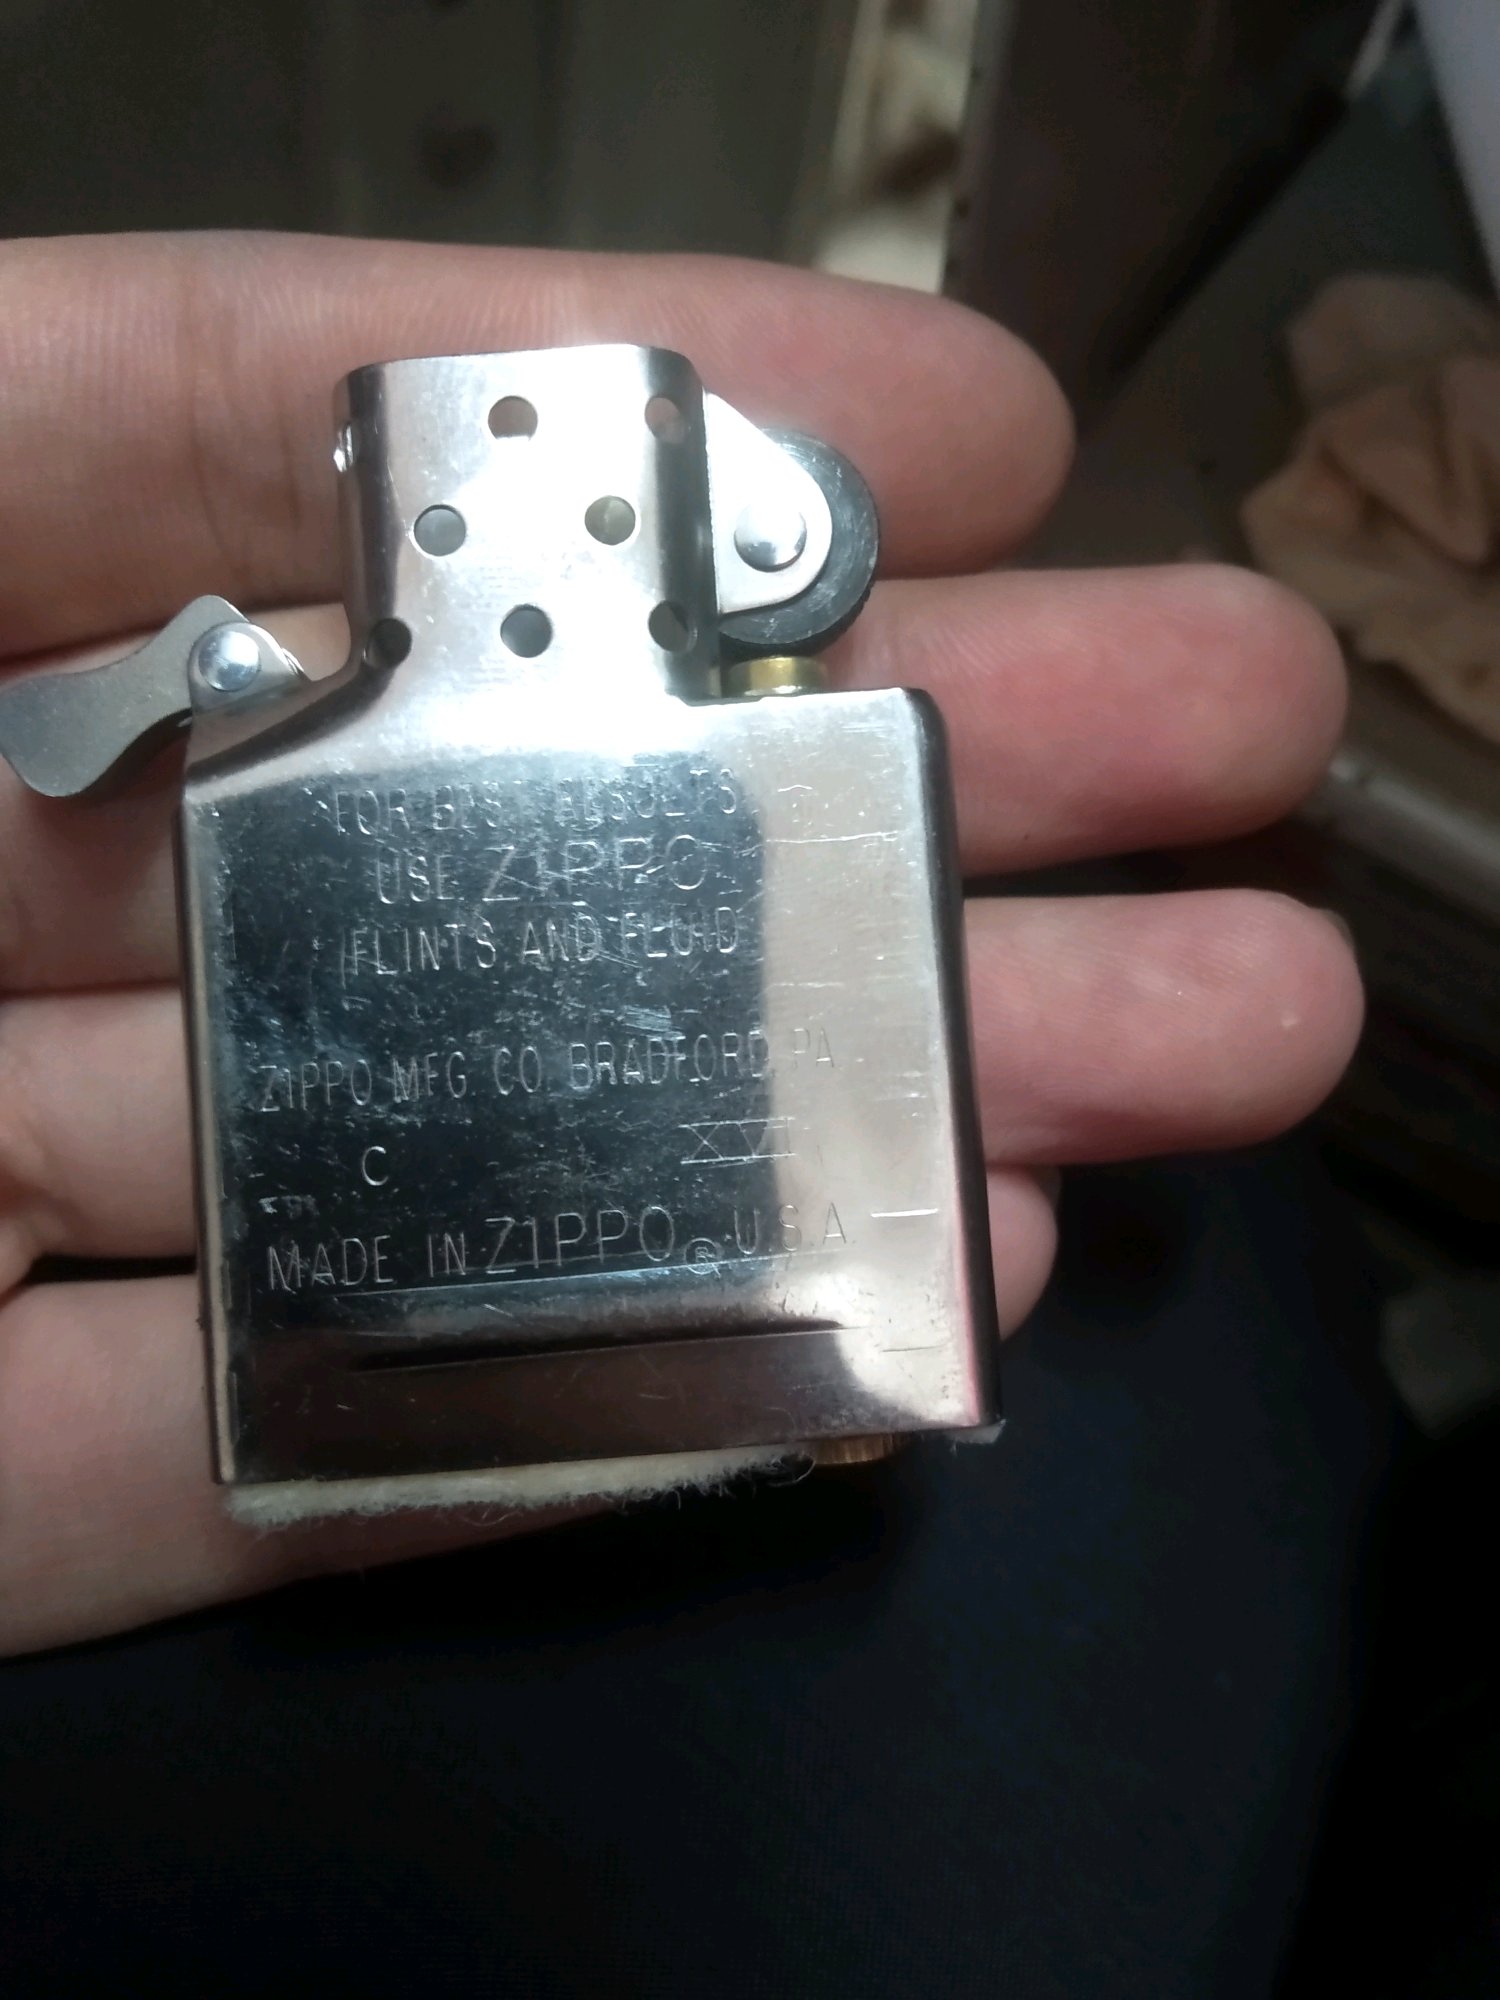 FOR BEST RESULTS
USE ZIPPO
FLINTS AND FLUID
ZIPPO MFG. CO. BRADFORD, PA.
C XVI
MADE IN ZIPPO® U.S.A.